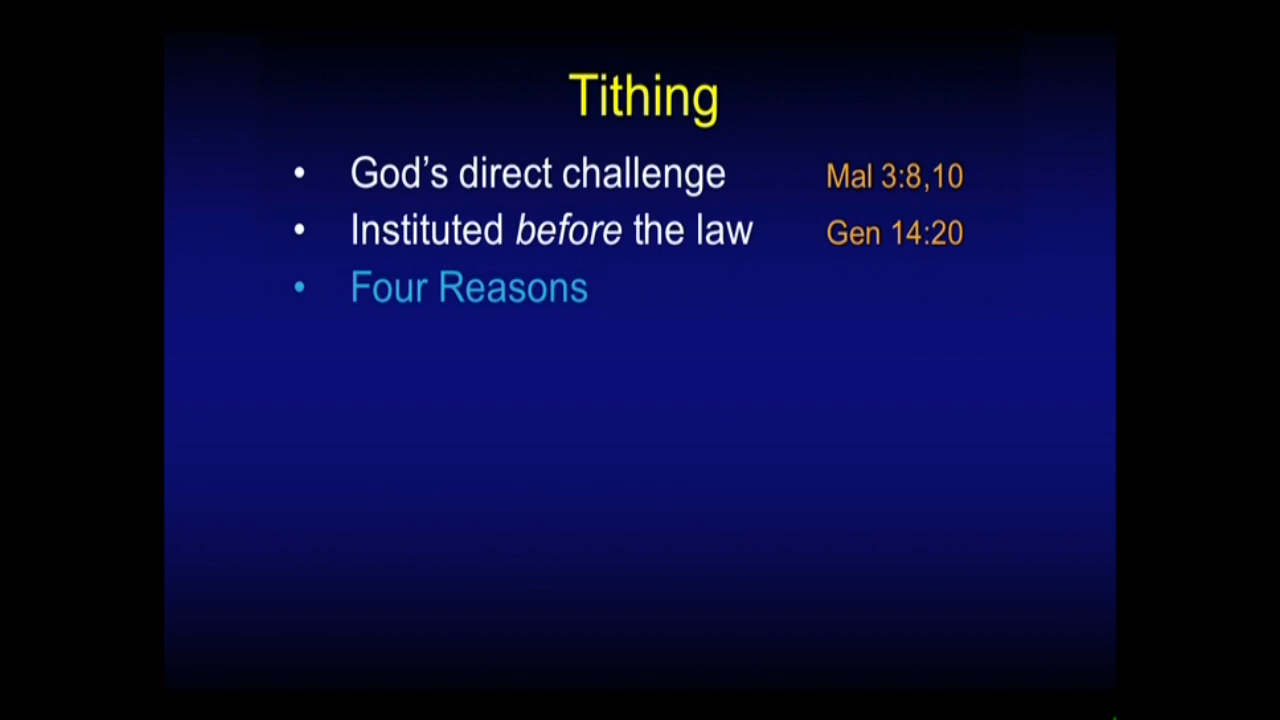 Tithing
• God’s direct challenge Mal 3:8,10
• Instituted before the law Gen 14:20
• Four Reasons